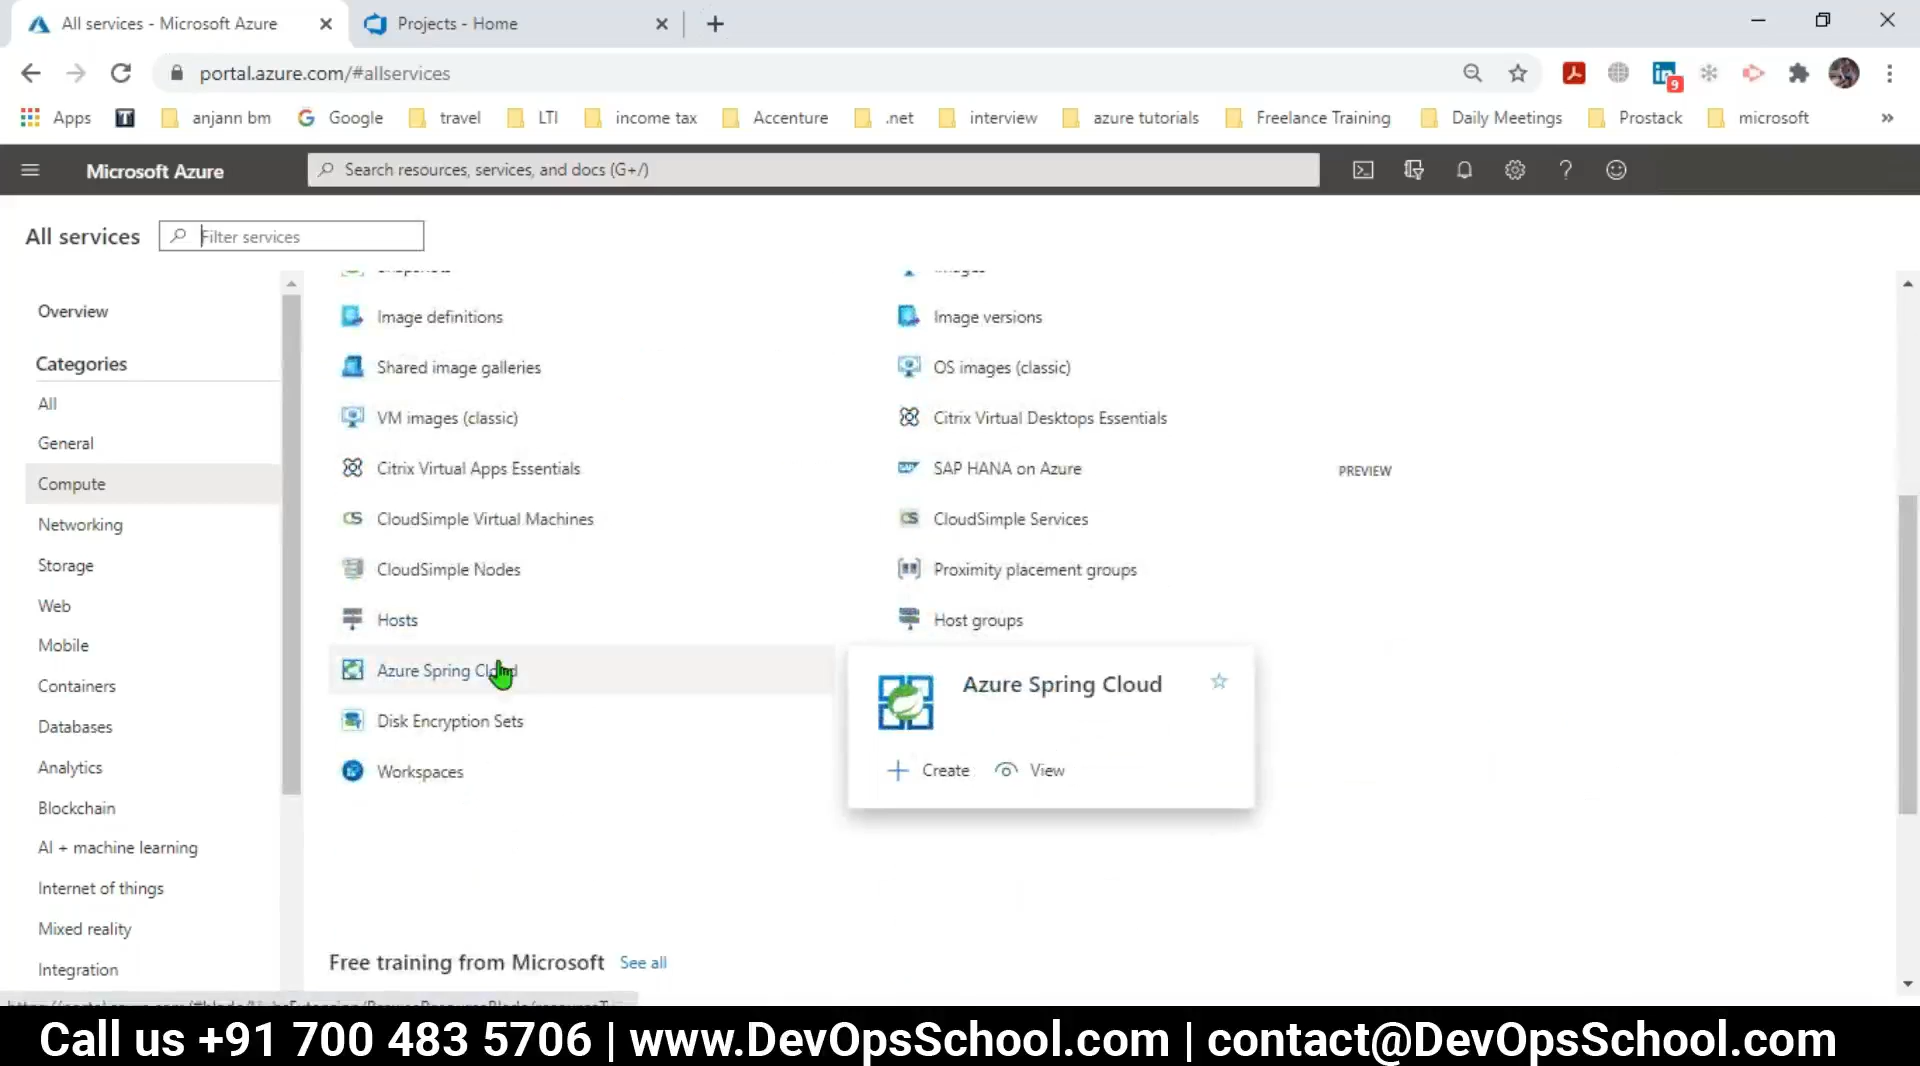 All services - Microsoft Azure
Projects - Home
portal.azure.com/#allservices
9
Apps
anjann bm
Google
travel
LTI
income tax
Accenture
.net
interview
azure tutorials
Freelance Training
Daily Meetings
Prostack
microsoft
»
Microsoft Azure
Search resources, services, and docs (G+/)
All services
Filter services
Overview
Categories
All
General
Compute
Networking
Storage
Web
Mobile
Containers
Databases
Analytics
Blockchain
AI + machine learning
Internet of things
Mixed reality
Integration
Image definitions
Image versions
Shared image galleries
OS images (classic)
VM images (classic)
Citrix Virtual Desktops Essentials
Citrix Virtual Apps Essentials
SAP HANA on Azure
PREVIEW
CS CloudSimple Virtual Machines
CS CloudSimple Services
CloudSimple Nodes
Proximity placement groups
Hosts
Host groups
Azure Spring Cloud
Disk Encryption Sets
Workspaces
Azure Spring Cloud
Create
View
Free training from Microsoft See all
Call us +91 700 483 5706 | www.DevOpsSchool.com | contact@DevOpsSchool.com